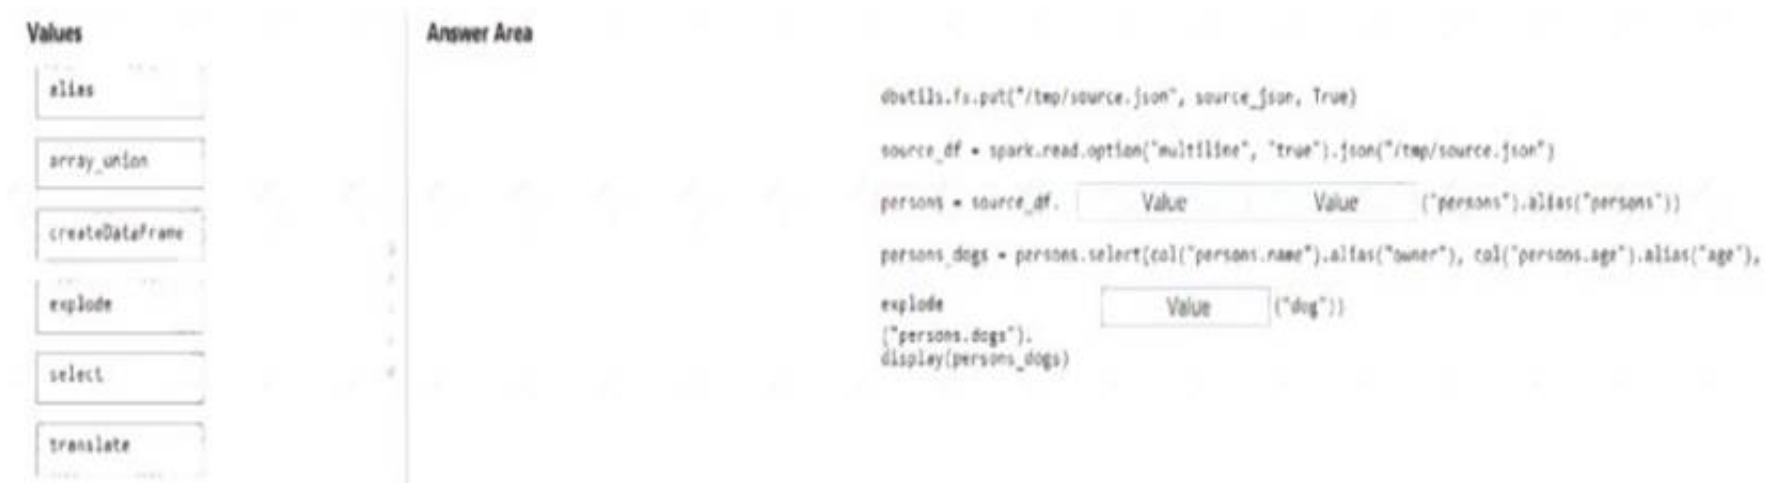 Values
Answer Area
alias
array_union
createDataFrame
explode
select
translate
dbutils.fs.put("/tmp/source.json", source_json, True)
source_df = spark.read.option("multiline", "true").json("/tmp/source.json")
persons = source_df. Value Value ("persons").alias("persons"))
persons_dogs = persons.select(col("persons.name").alias("owner"), col("persons.age").alias("age"),
explode Value ("dog"))
("persons.dogs").
display(persons_dogs)